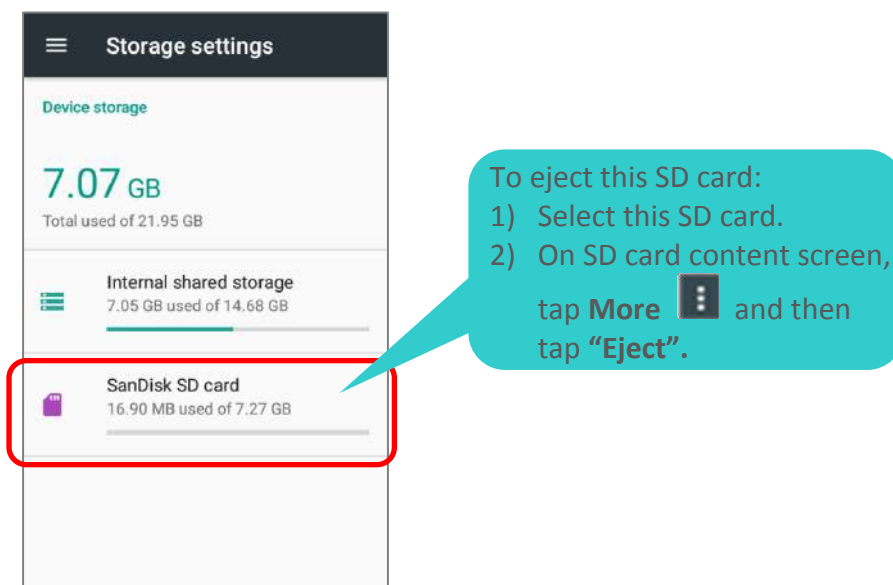 Storage settings
Device storage
7.07 GB
Total used of 21.95 GB
Internal shared storage
7.05 GB used of 14.68 GB
SanDisk SD card
16.90 MB used of 7.27 GB
To eject this SD card:
1) Select this SD card.
2) On SD card content screen,
tap More and then
tap “Eject”.